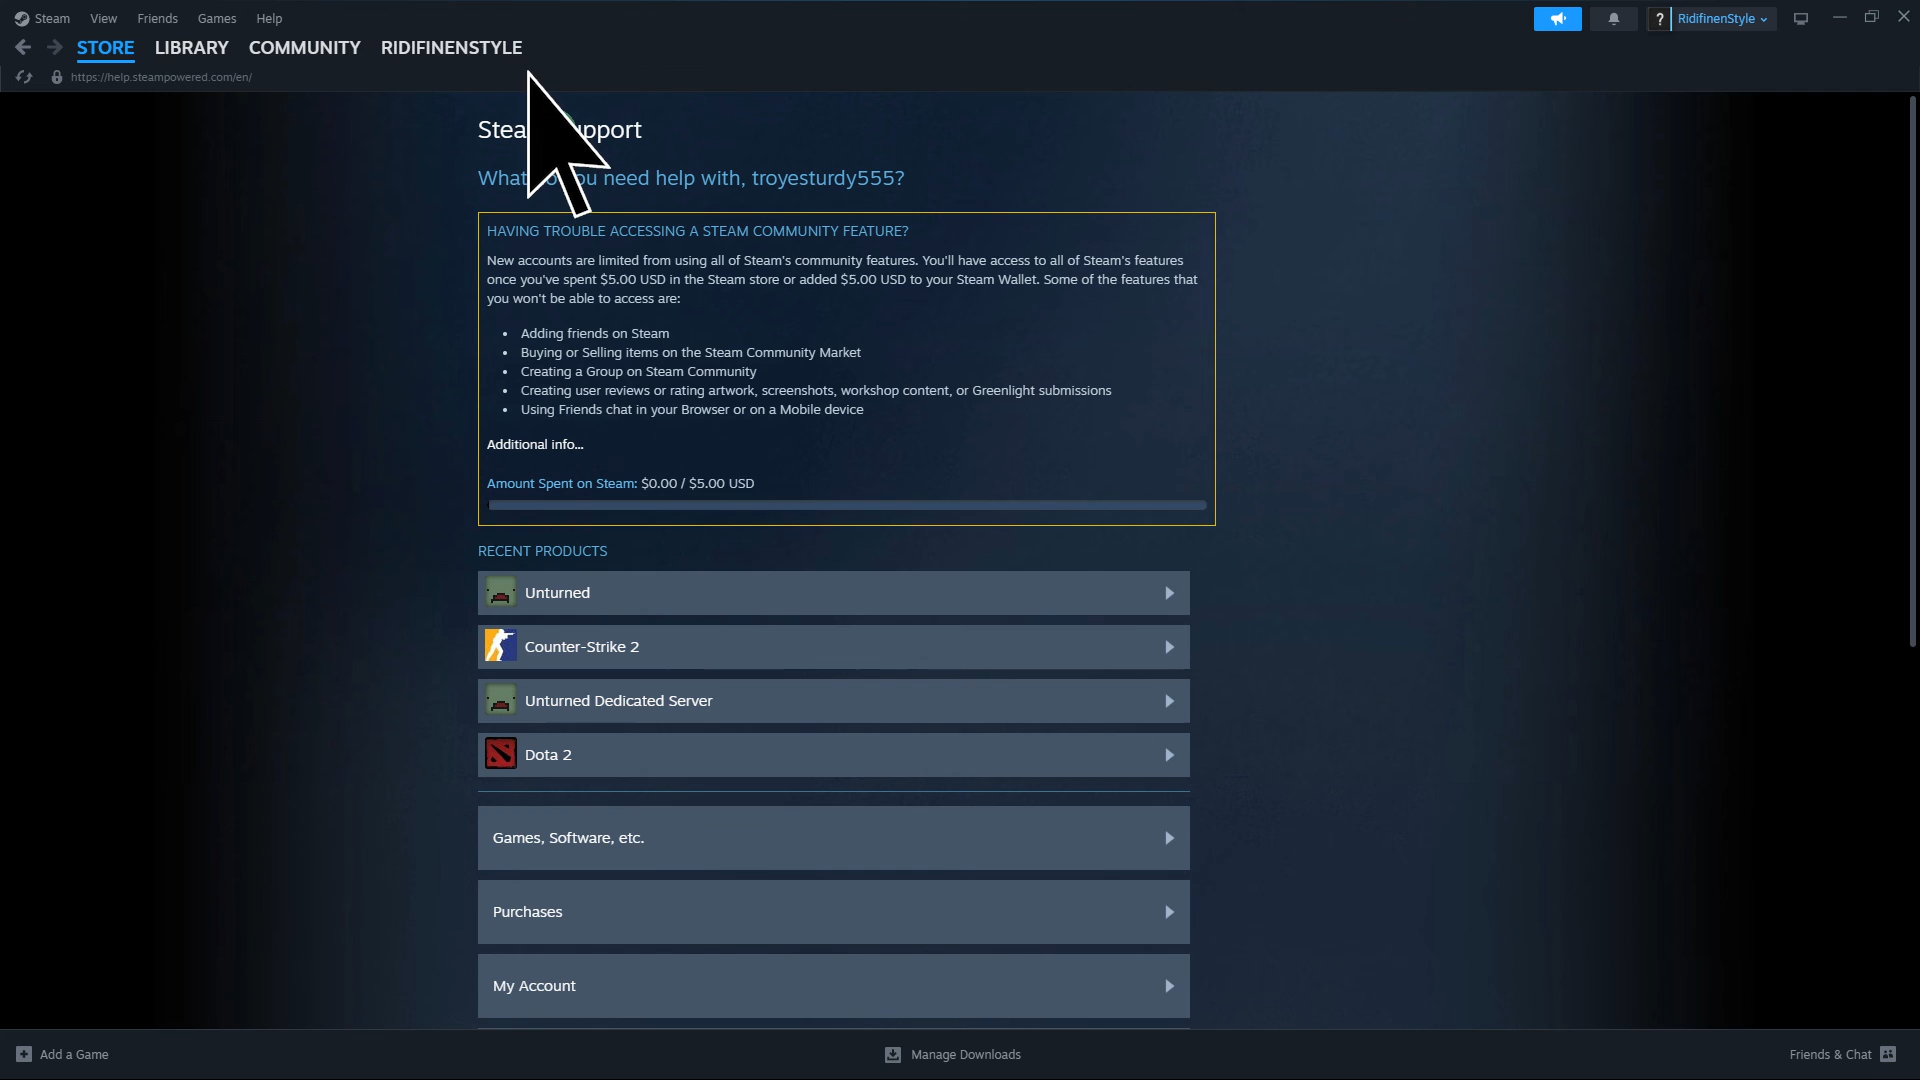 Steam View Friends Games Help
? RidifinenStyle
STORE LIBRARY COMMUNITY RIDIFINENSTYLE
https://help.steampowered.com/en/
Stea upport
What o ou need help with, troyesturdy555?
HAVING TROUBLE ACCESSING A STEAM COMMUNITY FEATURE?
New accounts are limited from using all of Steam's community features. You'll have access to all of Steam's features
once you've spent $5.00 USD in the Steam store or added $5.00 USD to your Steam Wallet. Some of the features that
you won't be able to access are:
• Adding friends on Steam
• Buying or Selling items on the Steam Community Market
• Creating a Group on Steam Community
• Creating user reviews or rating artwork, screenshots, workshop content, or Greenlight submissions
• Using Friends chat in your Browser or on a Mobile device
Additional info...
Amount Spent on Steam: $0.00 / $5.00 USD
RECENT PRODUCTS
Unturned
Counter-Strike 2
Unturned Dedicated Server
Dota 2
Games, Software, etc.
Purchases
My Account
Add a Game
Manage Downloads
Friends & Chat